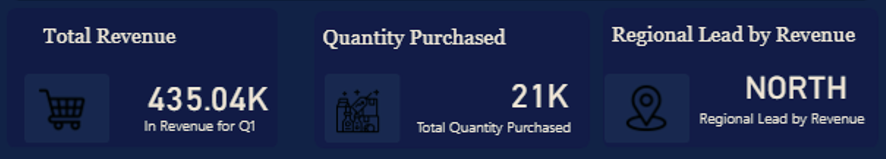 Total Revenue
435.04K
In Revenue for Q1
Quantity Purchased
21K
Total Quantity Purchased
Regional Lead by Revenue
NORTH
Regional Lead by Revenue